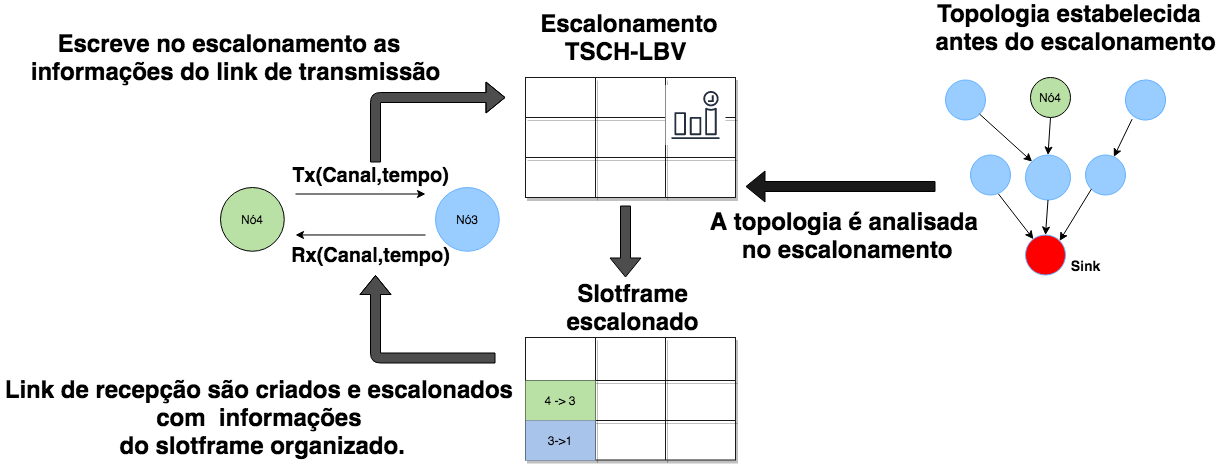 Escreve no escalonamento as
informações do link de transmissão
Escalonamento
TSCH-LBV
Topologia estabelecida
antes do escalonamento
Nó4
Tx(Canal,tempo)
Nó4
Nó3
Rx(Canal,tempo)
A topologia é analisada
no escalonamento
Sink
Slotframe
escalonado
Link de recepção são criados e escalonados
com informações
do slotframe organizado.
4 -> 3
3->1